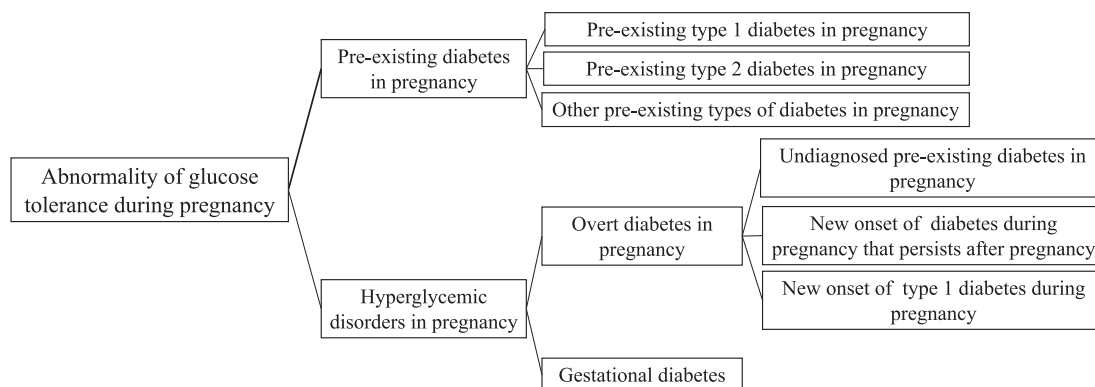 Pre-existing type 1 diabetes in pregnancy
Pre-existing diabetes
in pregnancy
Pre-existing type 2 diabetes in pregnancy
Other pre-existing types of diabetes in pregnancy
Abnormality of glucose
tolerance during pregnancy
Undiagnosed pre-existing diabetes in
pregnancy
Overt diabetes in
pregnancy
New onset of diabetes during
pregnancy that persists after pregnancy
Hyperglycemic
disorders in pregnancy
New onset of type 1 diabetes during
pregnancy
Gestational diabetes